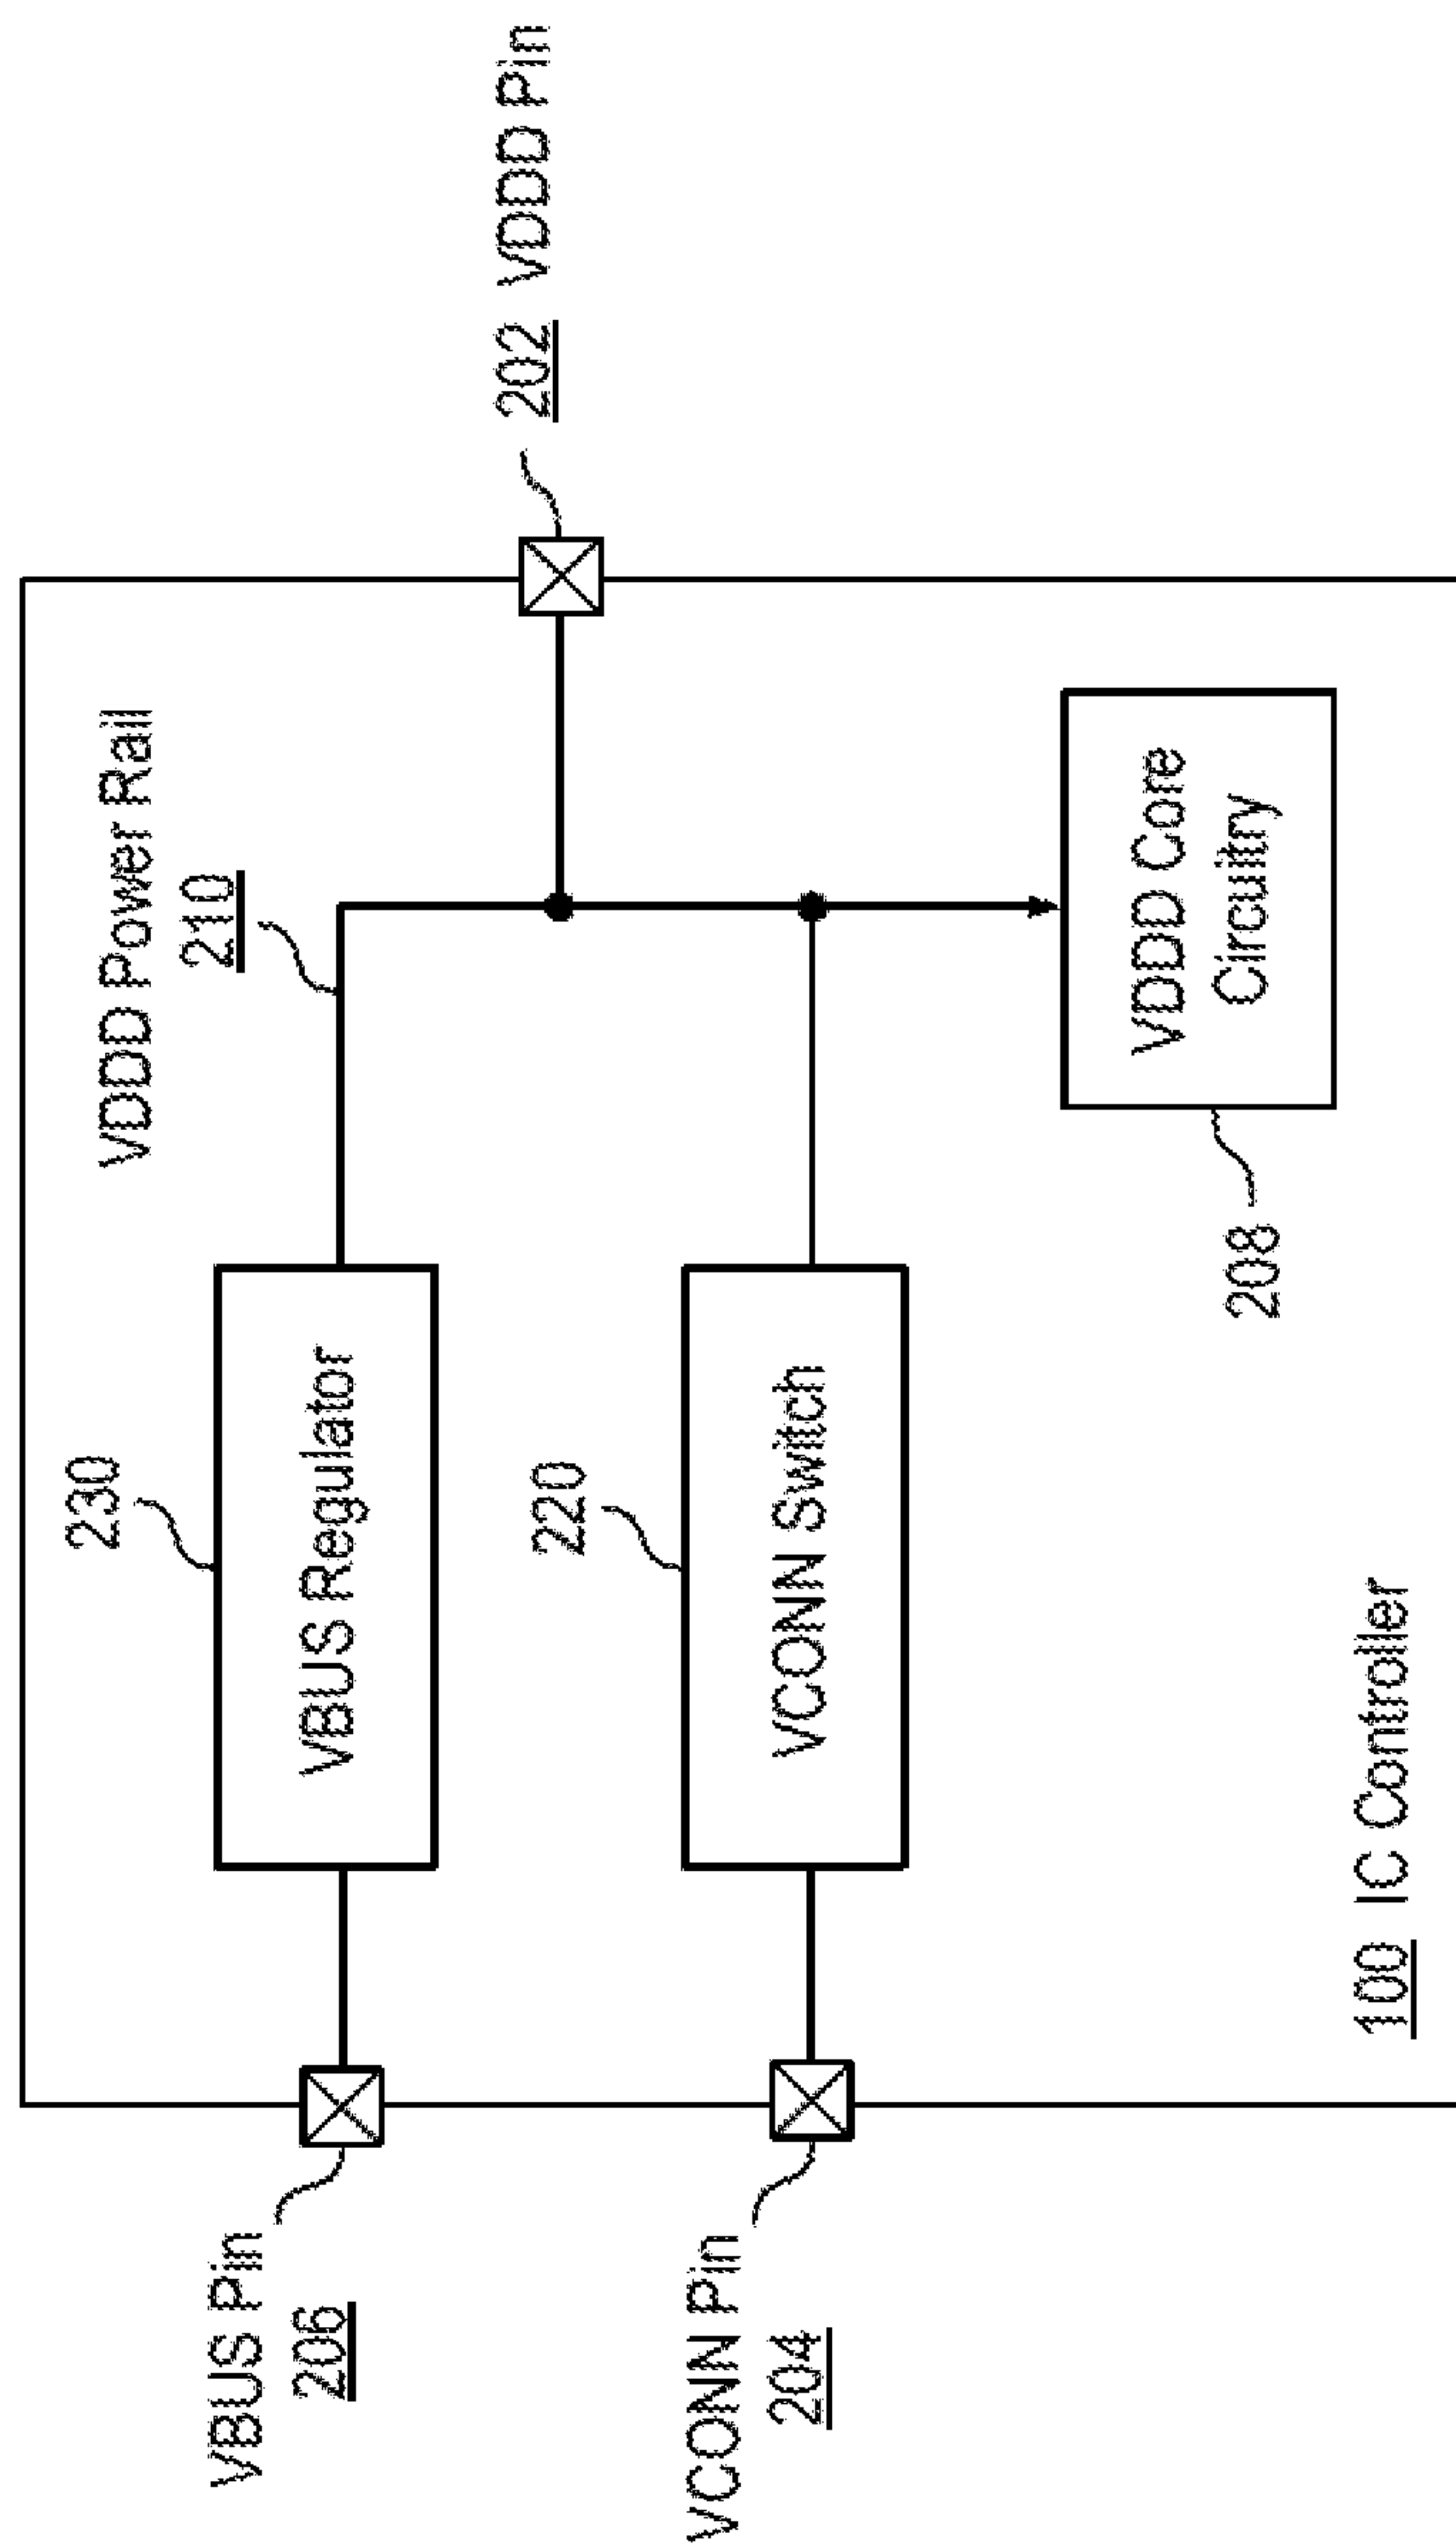 VDDD Power Rail
210
230
VBUS Regulator
VBUS Pin
206
202 VDDD Pin
220
VCONN Switch
VCONN Pin
204
VDDD Core
Circuitry
208
100 IC Controller